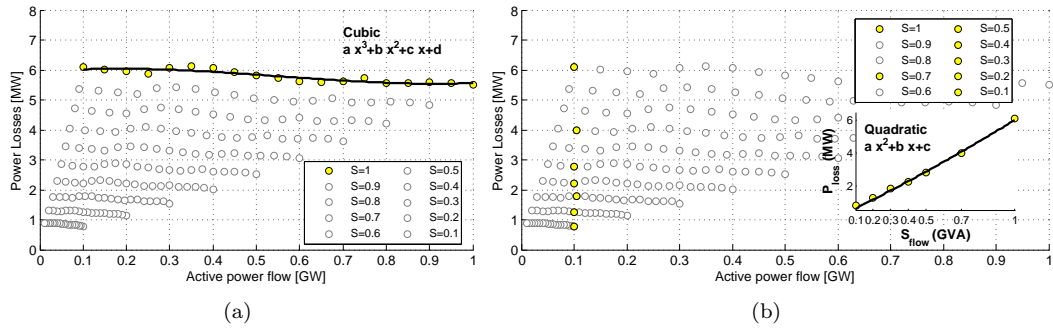 8
7
6
5
4
3
2
1
0
Power Losses [MW]
Cubic
a x³+b x²+c x+d
S=1
S=0.9
S=0.8
S=0.7
S=0.6
S=0.5
S=0.4
S=0.3
S=0.2
S=0.1
0 0.1 0.2 0.3 0.4 0.5 0.6 0.7 0.8 0.9 1
Active power flow [GW]
(a)
8
7
6
5
4
3
2
1
0
Power Losses [MW]
S=1
S=0.9
S=0.8
S=0.7
S=0.6
S=0.5
S=0.4
S=0.3
S=0.2
S=0.1
Quadratic
a x²+b x+c
P_loss (MW)
6
4
2
0.1 0.2 0.3 0.4 0.5 0.7 1
S_flow (GVA)
0 0.1 0.2 0.3 0.4 0.5 0.6 0.7 0.8 0.9 1
Active power flow [GW]
(b)